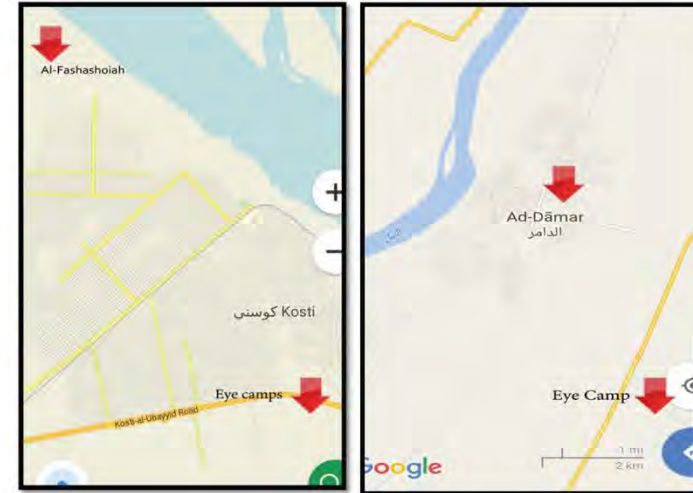 Al-Fashashoiah
+
−
كوستي Kosti
Eye camps
Kosti-al-Ubayyid Road
Ad-Dāmar
الدامر
Eye Camp
Google
1 mi
2 km